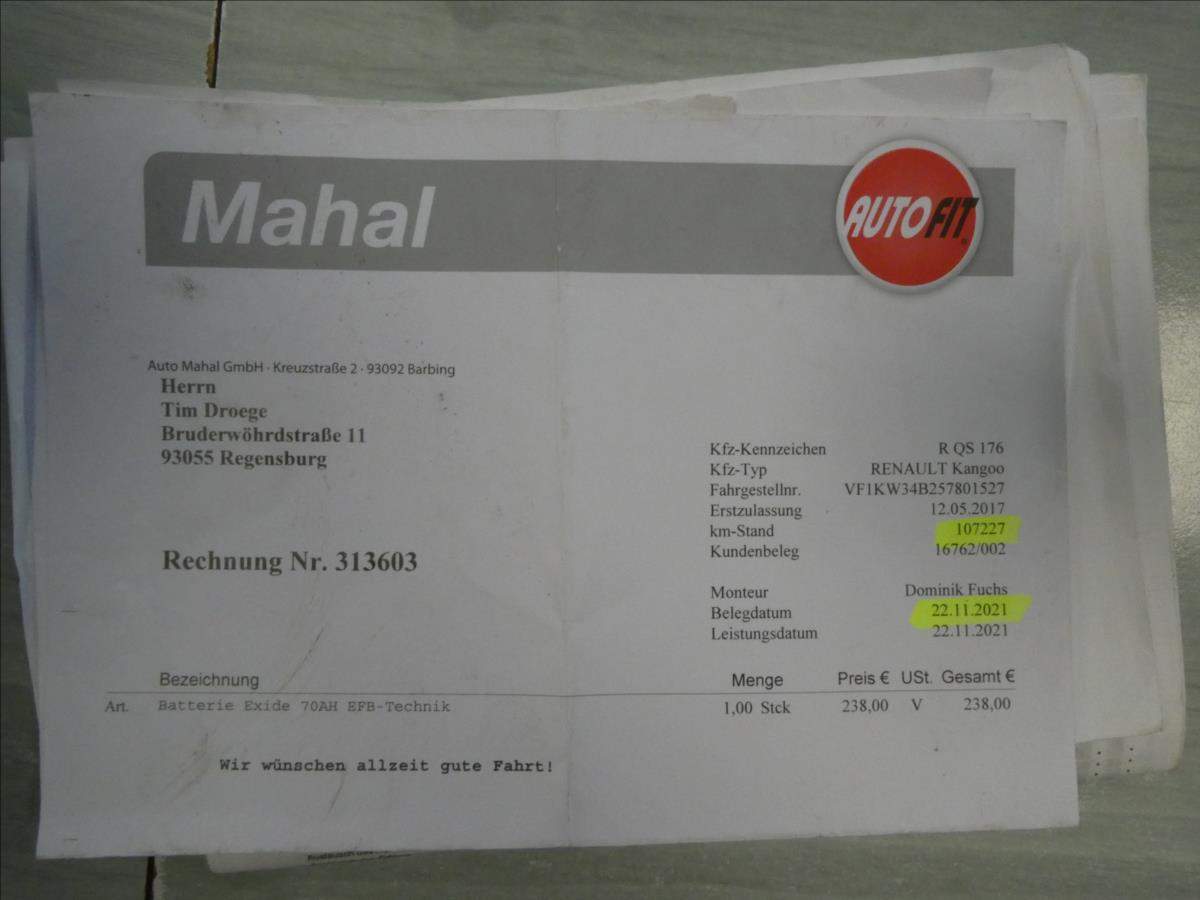 Mahal
AUTOFIT®
Auto Mahal GmbH · Kreuzstraße 2 · 93092 Barbing
Herrn
Tim Droege
Bruderwöhrdstraße 11
93055 Regensburg
Kfz-Kennzeichen R QS 176
Kfz-Typ RENAULT Kangoo
Fahrgestellnr. VF1KW34B257801527
Erstzulassung 12.05.2017
km-Stand 107227
Kundenbeleg 16762/002
Rechnung Nr. 313603
Monteur Dominik Fuchs
Belegdatum 22.11.2021
Leistungsdatum 22.11.2021
Bezeichnung Menge Preis € USt. Gesamt €
Art. Batterie Exide 70AH EFB-Technik 1,00 Stck 238,00 V 238,00
Wir wünschen allzeit gute Fahrt!